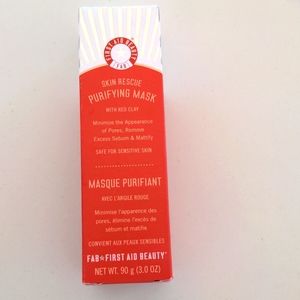 FIRST AID BEAUTY
FAB
SKIN RESCUE
PURIFYING MASK
WITH RED CLAY
Minimize the Appearance
of Pores, Remove
Excess Sebum & Mattify
SAFE FOR SENSITIVE SKIN
MASQUE PURIFIANT
AVEC L'ARGILE ROUGE
Minimise l'apparence des
pores, élimine l'excès de
sébum et matifie
CONVIENT AUX PEAUX SENSIBLES
FAB FIRST AID BEAUTY
NET WT. 90 g (3.0 OZ.)